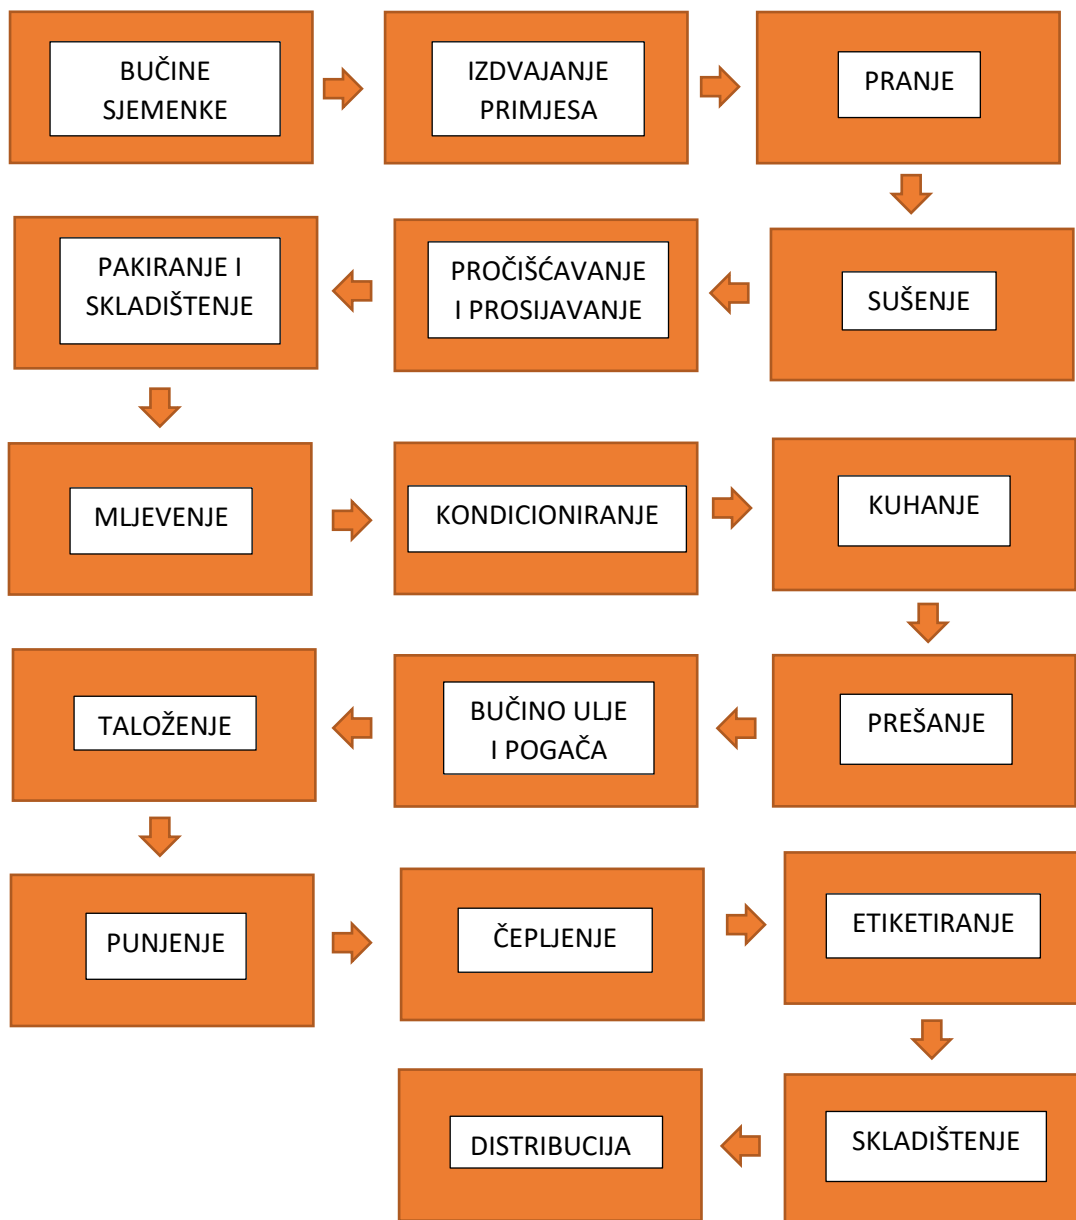 BUČINE
SJEMENKE
IZDVAJANJE
PRIMJESA
PRANJE
SUŠENJE
PROČIŠĆAVANJE
I PROSIJAVANJE
PAKIRANJE I
SKLADIŠTENJE
MLJEVENJE
KONDICIONIRANJE
KUHANJE
PREŠANJE
BUČINO ULJE
I POGAČA
TALOŽENJE
PUNJENJE
ČEPLJENJE
ETIKETIRANJE
SKLADIŠTENJE
DISTRIBUCIJA